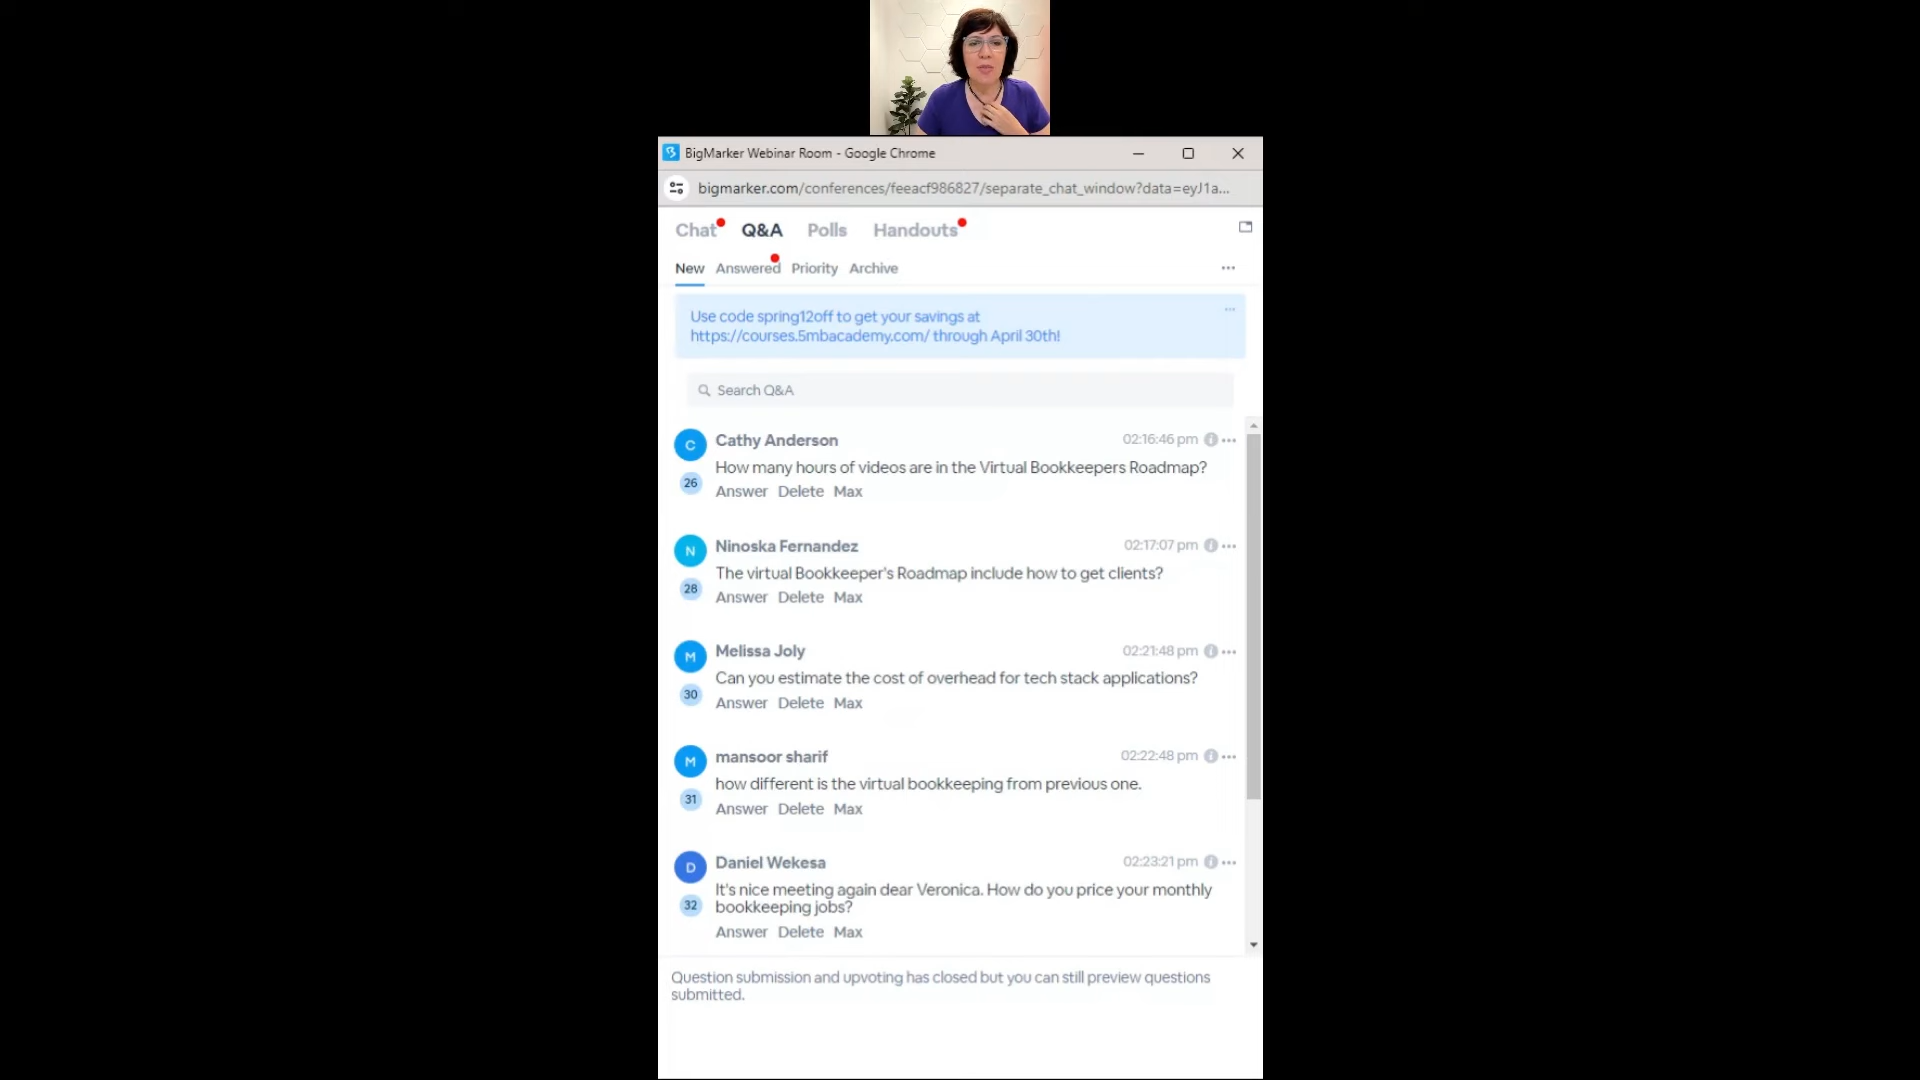 BigMarker Webinar Room - Google Chrome
bigmarker.com/conferences/feeacf986827/separate_chat_window?data=eyJ1a...
Chat Q&A Polls Handouts
New Answered Priority Archive
Use code spring12off to get your savings at
https://courses.5mbacademy.com/ through April 30th!
Search Q&A
C Cathy Anderson 02:16:46 pm
How many hours of videos are in the Virtual Bookkeepers Roadmap?
26
Answer Delete Max
N Ninoska Fernandez 02:17:07 pm
The virtual Bookkeeper's Roadmap include how to get clients?
28
Answer Delete Max
M Melissa Joly 02:21:48 pm
Can you estimate the cost of overhead for tech stack applications?
30
Answer Delete Max
M mansoor sharif 02:22:48 pm
how different is the virtual bookkeeping from previous one.
31
Answer Delete Max
D Daniel Wekesa 02:23:21 pm
It's nice meeting again dear Veronica. How do you price your monthly
bookkeeping jobs?
32
Answer Delete Max
Question submission and upvoting has closed but you can still preview questions
submitted.